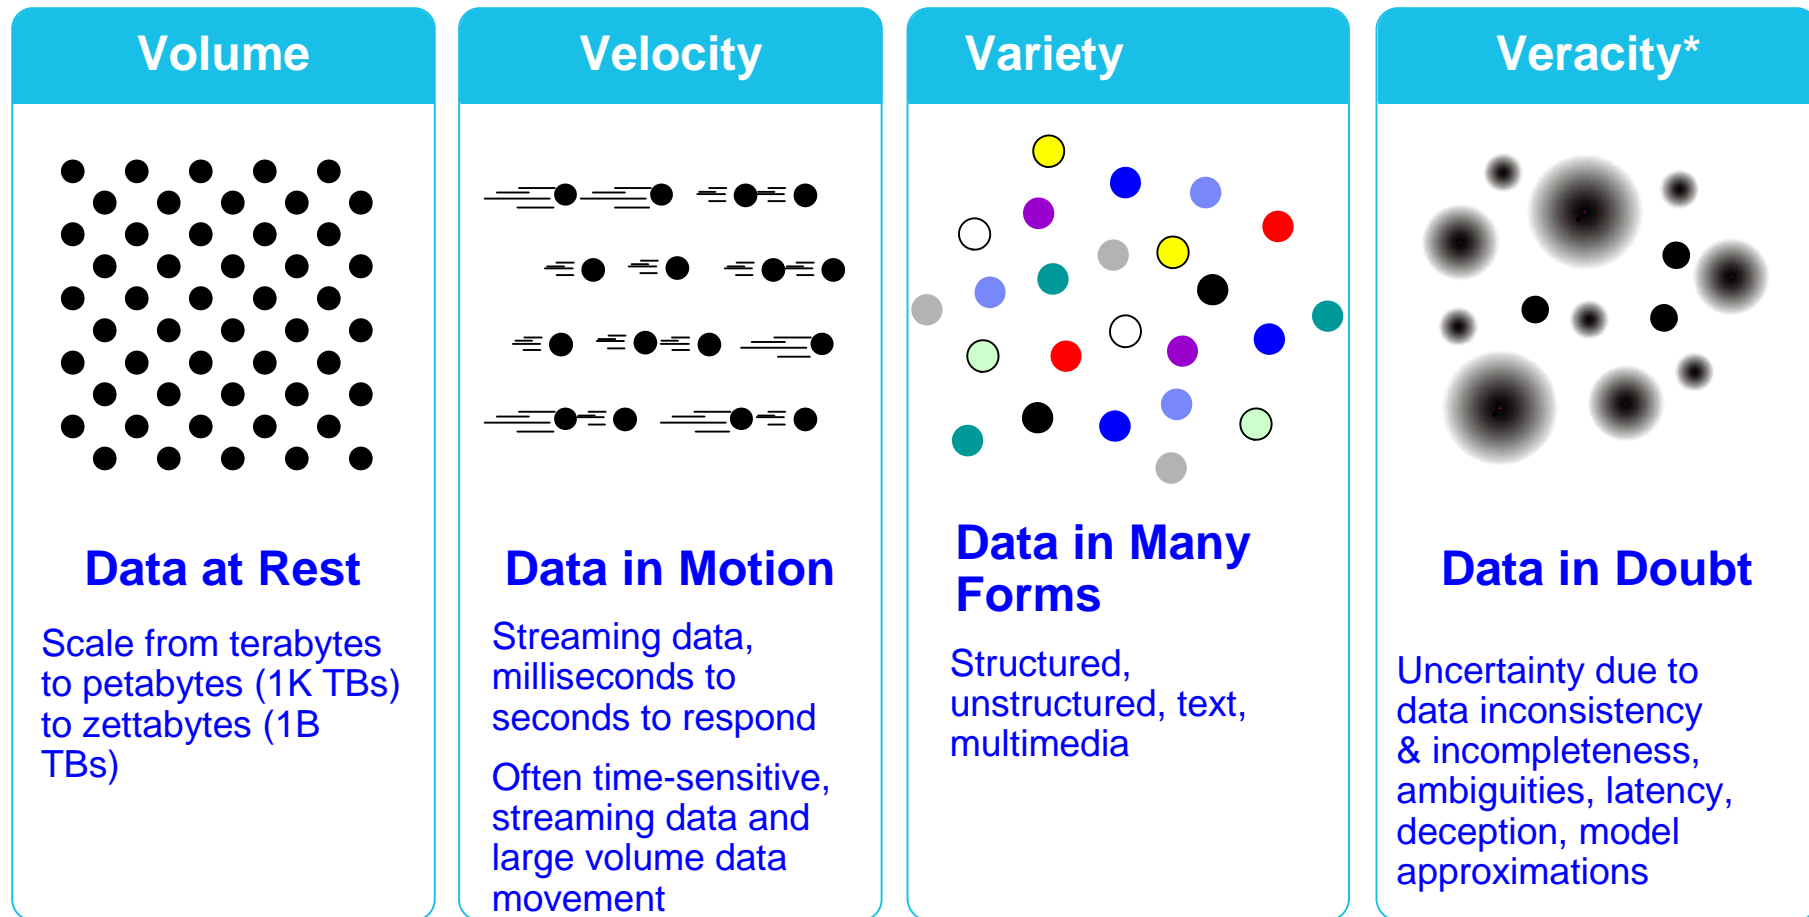 Volume
Data at Rest
Scale from terabytes
to petabytes (1K TBs)
to zettabytes (1B
TBs)
Velocity
Data in Motion
Streaming data,
milliseconds to
seconds to respond
Often time-sensitive,
streaming data and
large volume data
movement
Variety
Data in Many
Forms
Structured,
unstructured, text,
multimedia
Veracity*
Data in Doubt
Uncertainty due to
data inconsistency
& incompleteness,
ambiguities, latency,
deception, model
approximations